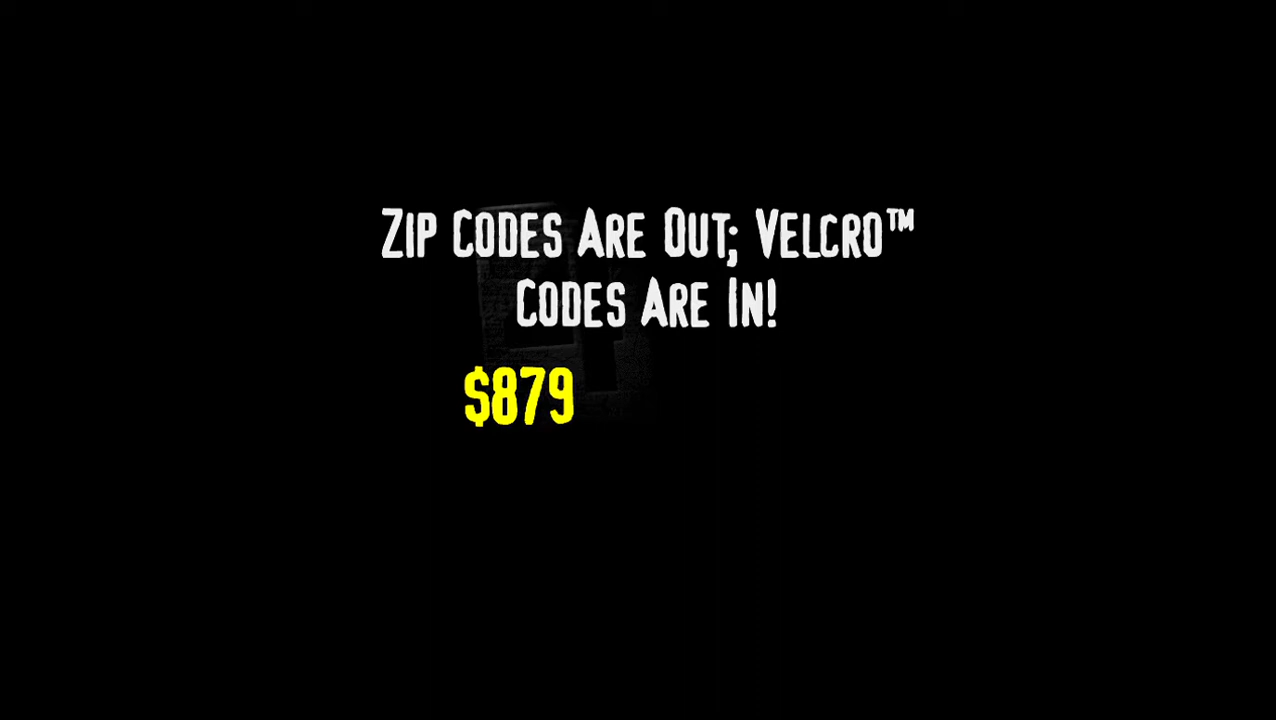 Zip Codes Are Out; Velcro™
Codes Are In!
$879